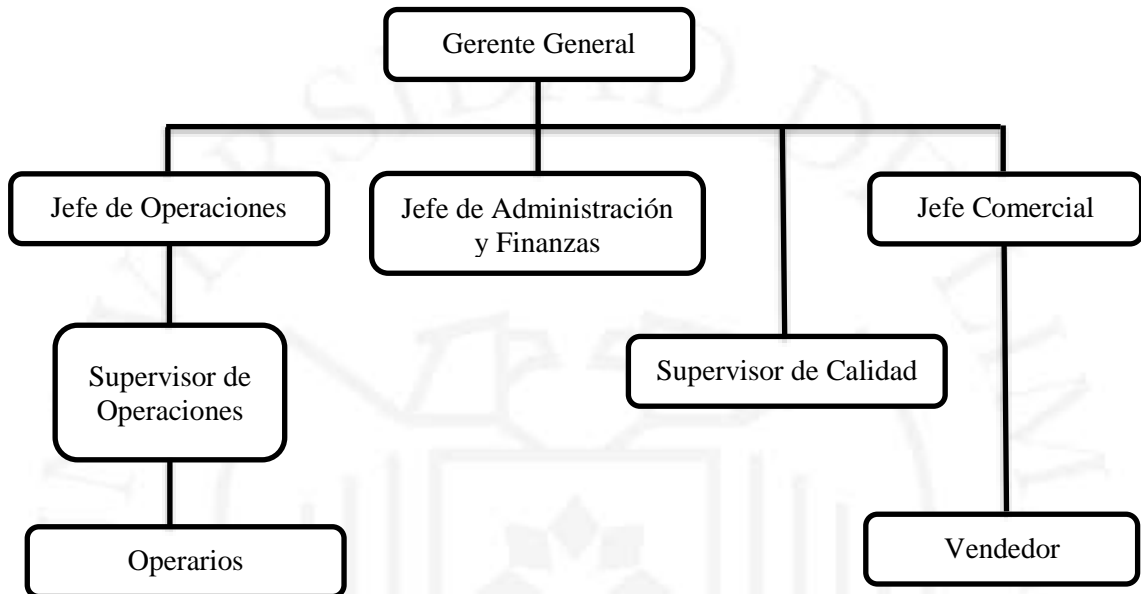 Gerente General
Jefe de Operaciones
Jefe de Administración
y Finanzas
Jefe Comercial
Supervisor de
Operaciones
Supervisor de Calidad
Operarios
Vendedor